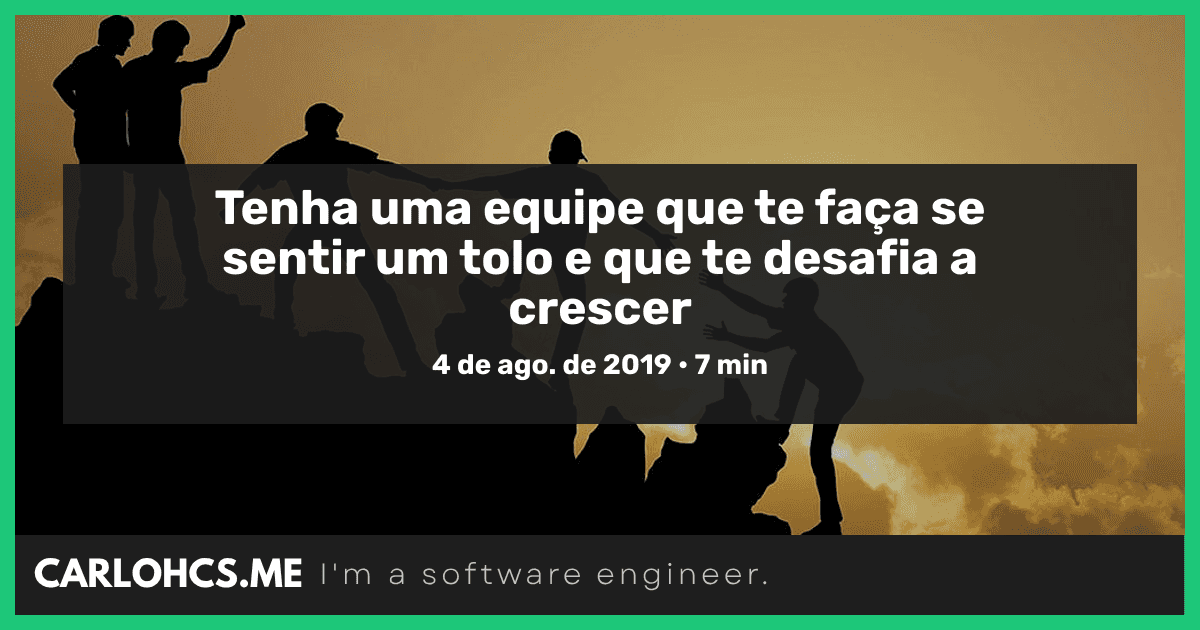 Tenha uma equipe que te faça se
sentir um tolo e que te desafia a
crescer
4 de ago. de 2019 • 7 min
CARLOHCS.ME I'm a software engineer.